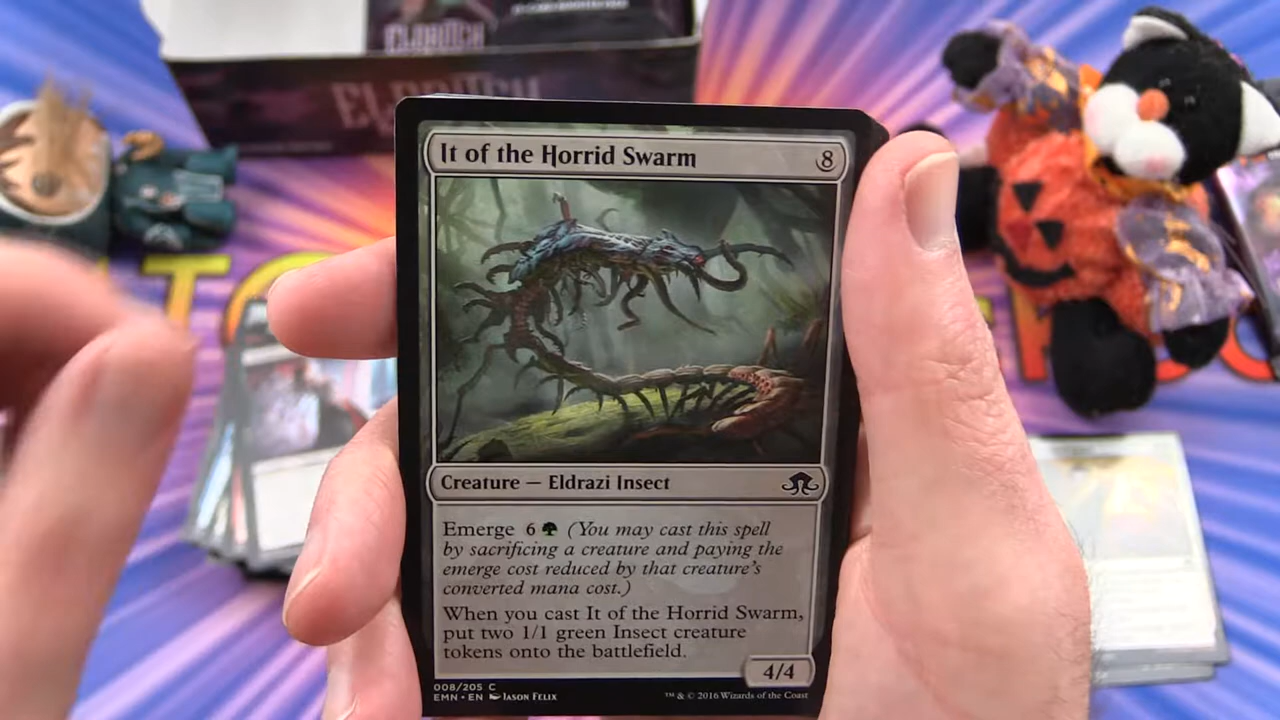 ELDRITCH
ELDRITCH
It of the Horrid Swarm 8
Creature — Eldrazi Insect
Emerge 6 (You may cast this spell
by sacrificing a creature and paying the
emerge cost reduced by that creature's
converted mana cost.)
When you cast It of the Horrid Swarm,
put two 1/1 green Insect creature
tokens onto the battlefield.
4/4
008/205 C
EMN • EN JASON FELIX
™ & © 2016 Wizards of the Coast